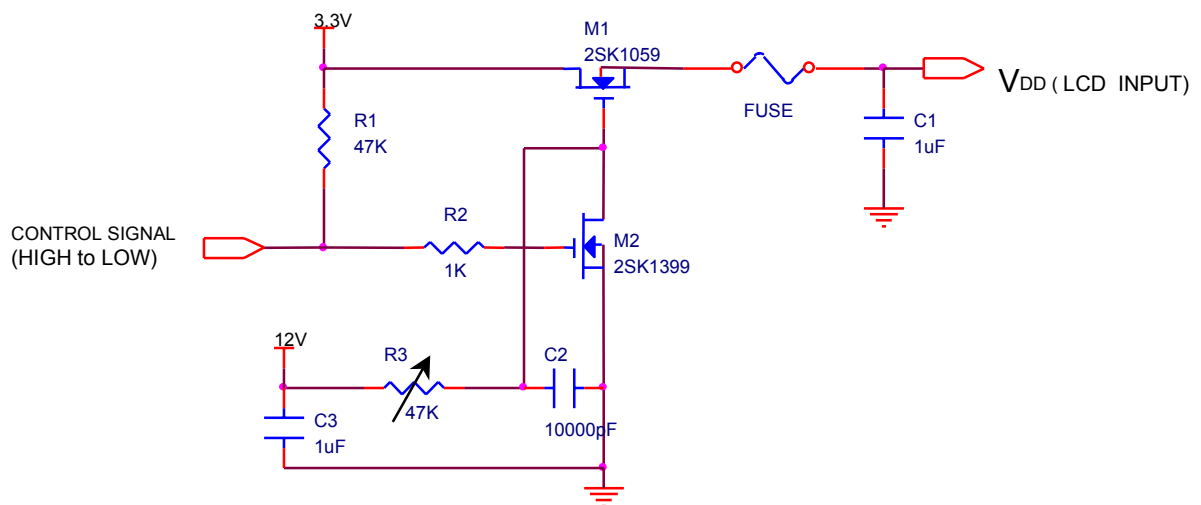 3.3V
M1
2SK1059
FUSE
VDD ( LCD INPUT)
R1
47K
C1
1uF
CONTROL SIGNAL
(HIGH to LOW)
R2
1K
M2
2SK1399
12V
R3
47K
C2
10000pF
C3
1uF